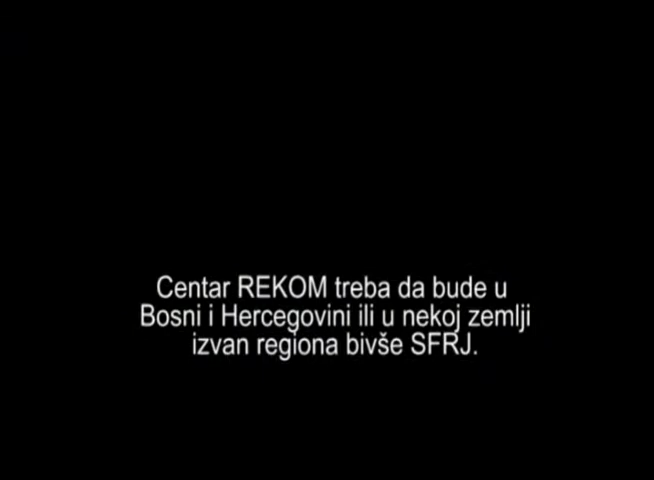 Centar REKOM treba da bude u
Bosni i Hercegovini ili u nekoj zemlji
izvan regiona bivše SFRJ.